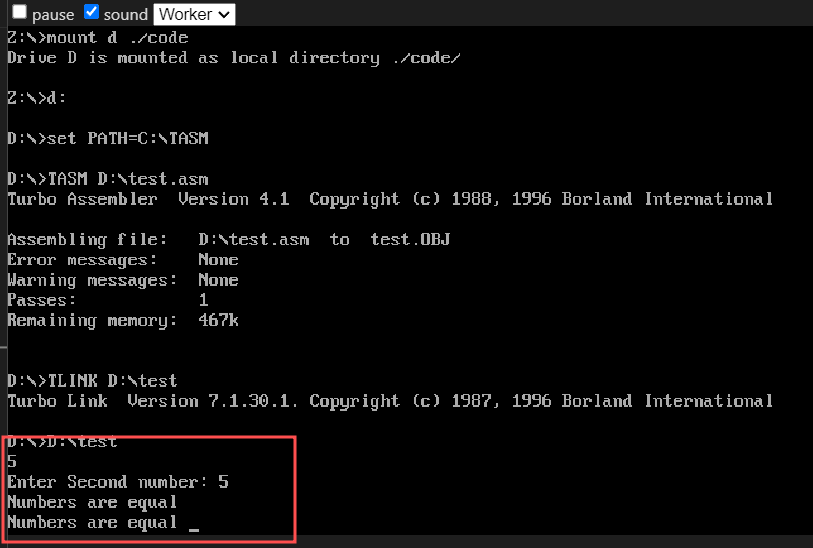 pause sound Worker
Z:\>mount d ./code
Drive D is mounted as local directory ./code/
Z:\>d:
D:\>set PATH=C:\TASM
D:\>TASM D:\test.asm
Turbo Assembler  Version 4.1  Copyright (c) 1988, 1996 Borland International
Assembling file:   D:\test.asm  to  test.OBJ
Error messages:    None
Warning messages:  None
Passes:            1
Remaining memory:  467k
D:\>TLINK D:\test
Turbo Link  Version 7.1.30.1. Copyright (c) 1987, 1996 Borland International
D:\>D:\test
5
Enter Second number: 5
Numbers are equal
Numbers are equal _